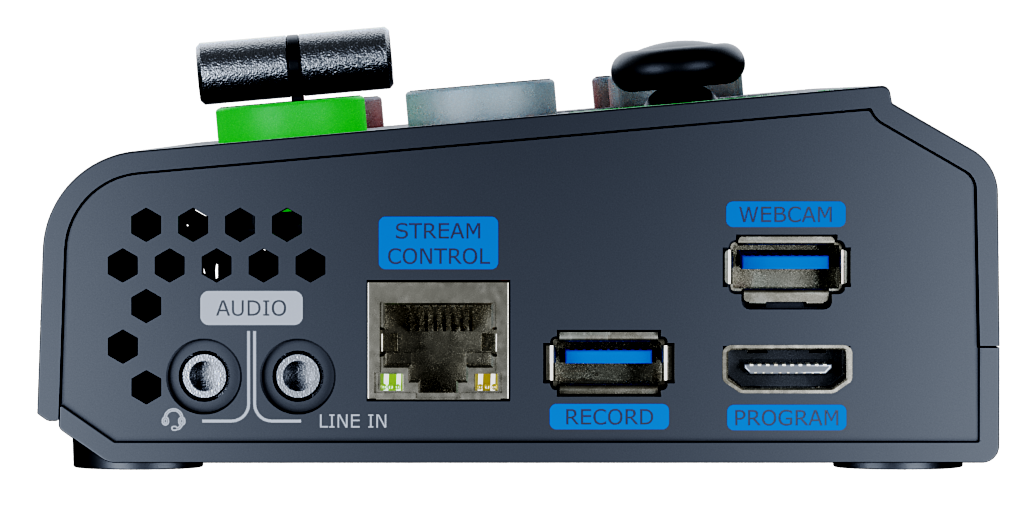 STREAM
CONTROL
WEBCAM
AUDIO
LINE IN
RECORD
PROGRAM